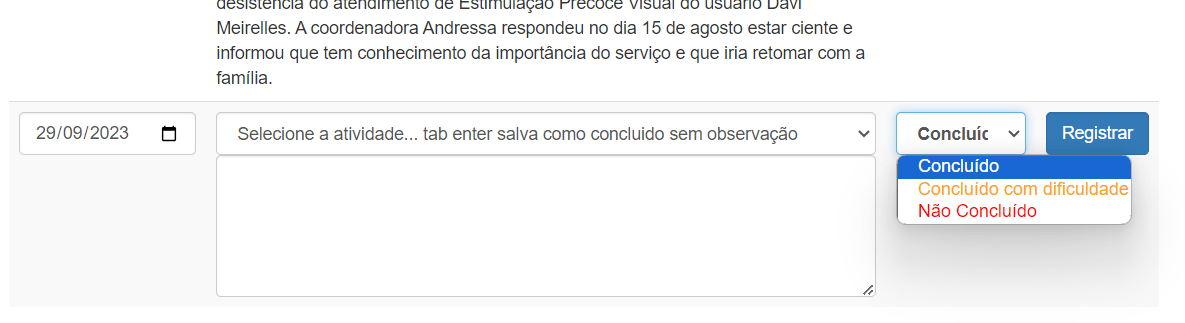 desistência do atendimento de Estimulação Precoce Visual do usuário Davi
Meirelles. A coordenadora Andressa respondeu no dia 15 de agosto estar ciente e
informou que tem conhecimento da importância do serviço e que iria retomar com a
família.
29/09/2023
Selecione a atividade... tab enter salva como concluido sem observação
Concluíc
Registrar
Concluído
Concluído com dificuldade
Não Concluído